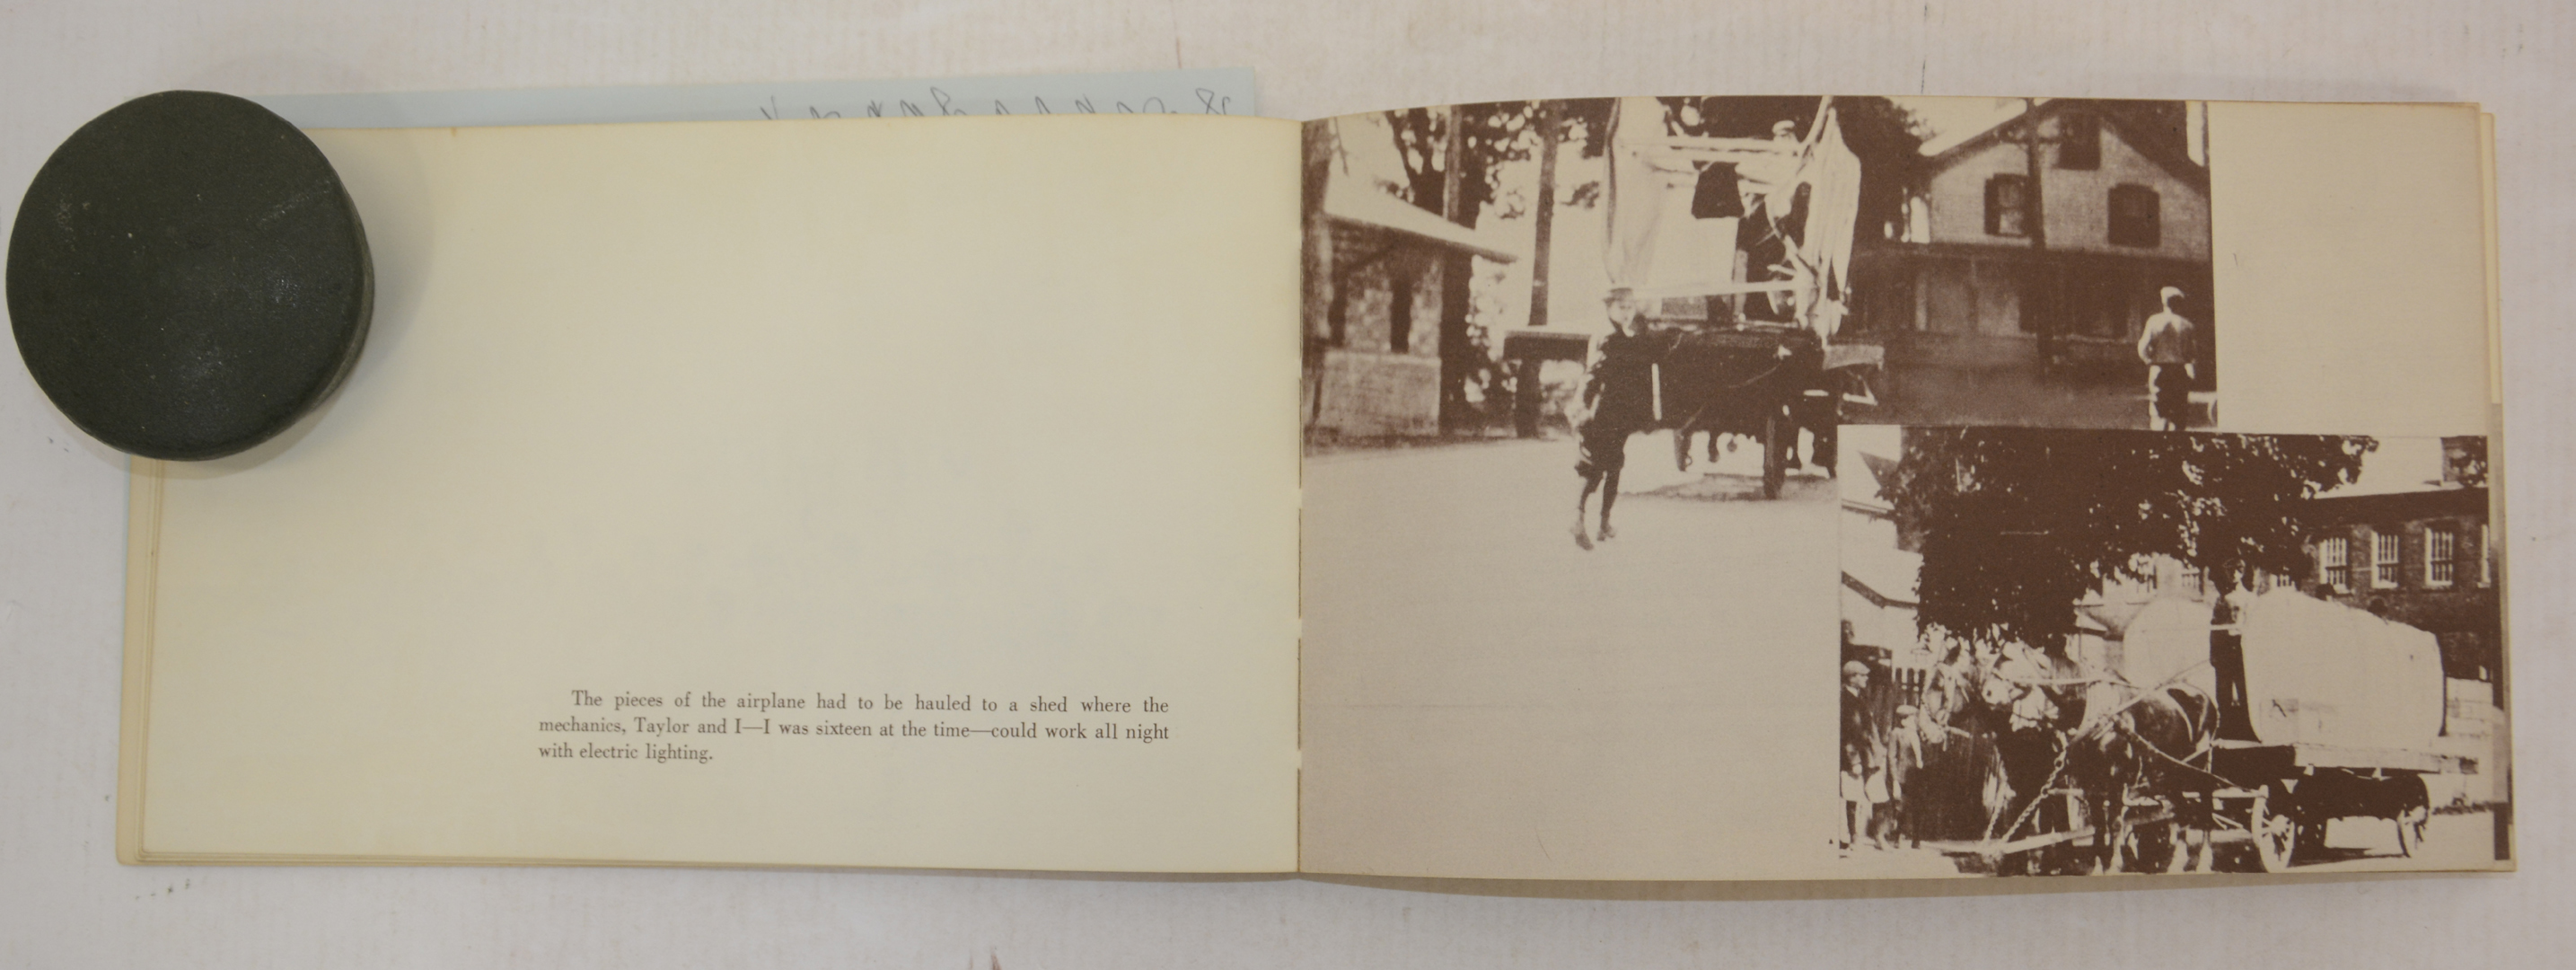 The pieces of the airplane had to be hauled to a shed where the
mechanics, Taylor and I—I was sixteen at the time—could work all night
with electric lighting.